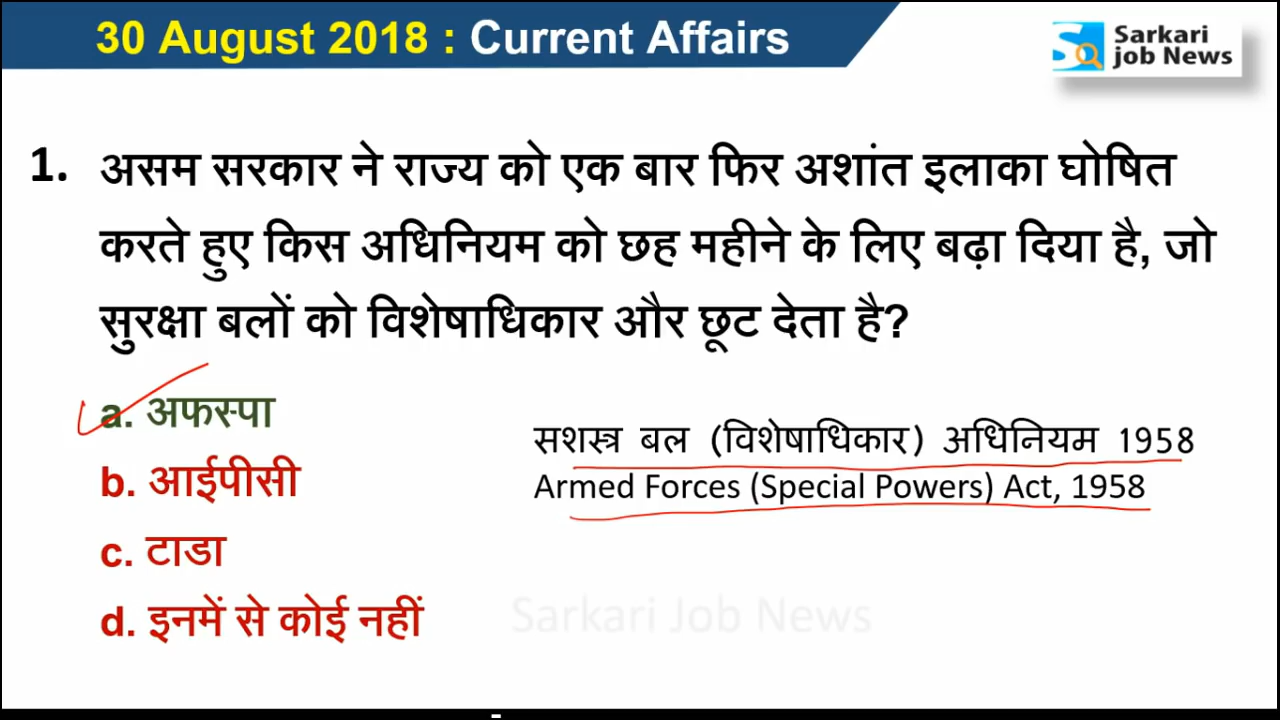 30 August 2018 : Current Affairs
Sarkari
job News
1. असम सरकार ने राज्य को एक बार फिर अशांत इलाका घोषित
करते हुए किस अधिनियम को छह महीने के लिए बढ़ा दिया है, जो
सुरक्षा बलों को विशेषाधिकार और छूट देता है?
a. अफस्पा
b. आईपीसी
c. टाडा
d. इनमें से कोई नहीं
सशस्त्र बल (विशेषाधिकार) अधिनियम 1958
Armed Forces (Special Powers) Act, 1958
Sarkari Job News